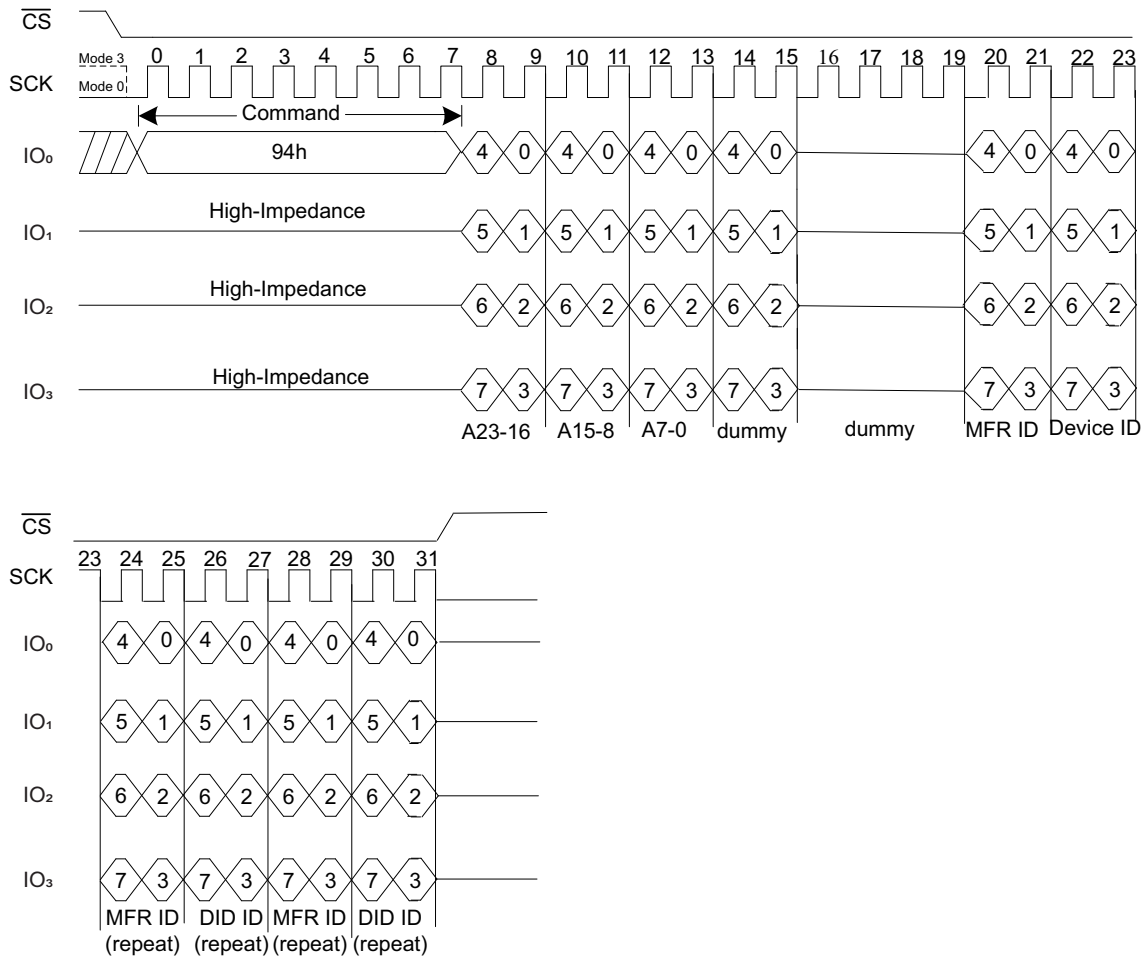 CS
Mode 3 0 1 2 3 4 5 6 7 8 9 10 11 12 13 14 15 16 17 18 19 20 21 22 23
SCK Mode 0
Command
IO₀ 94h 4 0 4 0 4 0 4 0 4 0 4 0
High-Impedance
IO₁ 5 1 5 1 5 1 5 1 5 1 5 1
High-Impedance
IO₂ 6 2 6 2 6 2 6 2 6 2 6 2
High-Impedance
IO₃ 7 3 7 3 7 3 7 3 7 3 7 3
A23-16 A15-8 A7-0 dummy dummy MFR ID Device ID
CS
23 24 25 26 27 28 29 30 31
SCK
IO₀ 4 0 4 0 4 0 4 0
IO₁ 5 1 5 1 5 1 5 1
IO₂ 6 2 6 2 6 2 6 2
IO₃ 7 3 7 3 7 3 7 3
MFR ID DID ID MFR ID DID ID
(repeat) (repeat) (repeat) (repeat)